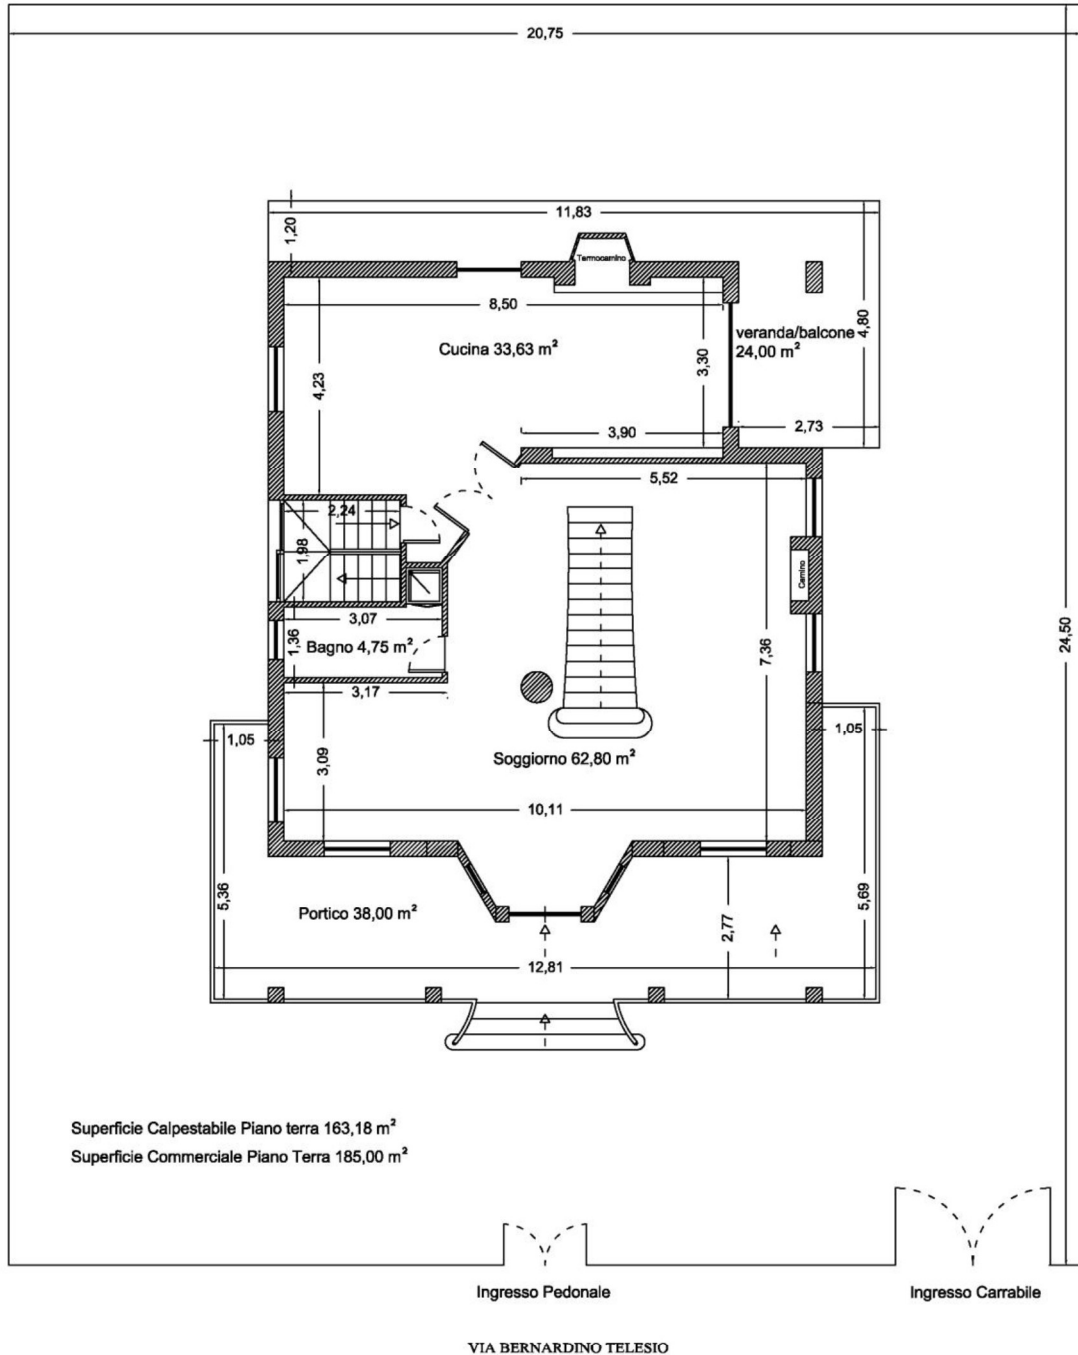 20,75
11,83
1,20
Termocamino
8,50
veranda/balcone
24,00 m²
4,80
Cucina 33,63 m²
3,30
4,23
3,90
2,73
5,52
2,24
1,98
Camino
3,07
1,36
Bagno 4,75 m²
7,36
24,50
3,17
1,05
1,05
3,09
Soggiorno 62,80 m²
10,11
5,36
5,69
Portico 38,00 m²
2,77
12,81
Superficie Calpestabile Piano terra 163,18 m²
Superficie Commerciale Piano Terra 185,00 m²
Ingresso Pedonale
Ingresso Carrabile
VIA BERNARDINO TELESIO